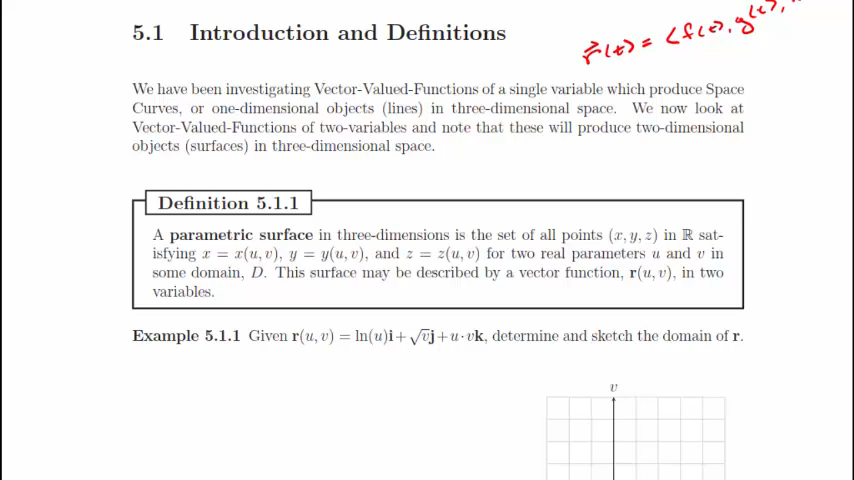 5.1 Introduction and Definitions
r⃗(t) = ⟨f(t), g(t),
We have been investigating Vector-Valued-Functions of a single variable which produce Space
Curves, or one-dimensional objects (lines) in three-dimensional space. We now look at
Vector-Valued-Functions of two-variables and note that these will produce two-dimensional
objects (surfaces) in three-dimensional space.
Definition 5.1.1
A parametric surface in three-dimensions is the set of all points (x, y, z) in ℝ sat-
isfying x = x(u, v), y = y(u, v), and z = z(u, v) for two real parameters u and v in
some domain, D. This surface may be described by a vector function, r(u, v), in two
variables.
Example 5.1.1 Given r(u, v) = ln(u)i + √vj + u · vk, determine and sketch the domain of r.
v